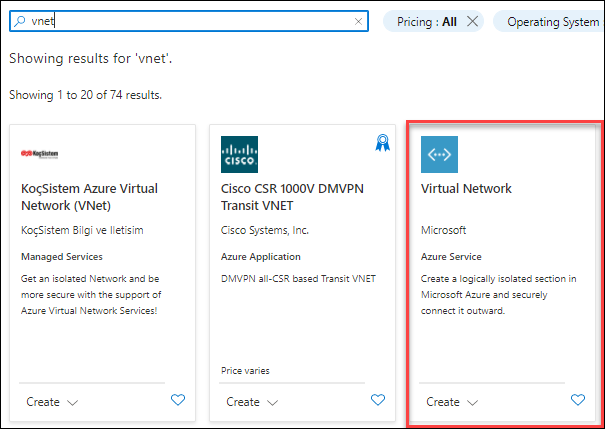 vnet
Pricing : All
Operating System
Showing results for 'vnet'.
Showing 1 to 20 of 74 results.
KoçSistem
KoçSistem Azure Virtual
Network (VNet)
KoçSistem Bilgi ve Iletisim
Managed Services
Get an isolated Network and be
more secure with the support of
Azure Virtual Network Services!
Create
CISCO
Cisco CSR 1000V DMVPN
Transit VNET
Cisco Systems, Inc.
Azure Application
DMVPN all-CSR based Transit VNET
Price varies
Create
Virtual Network
Microsoft
Azure Service
Create a logically isolated section in
Microsoft Azure and securely
connect it outward.
Create